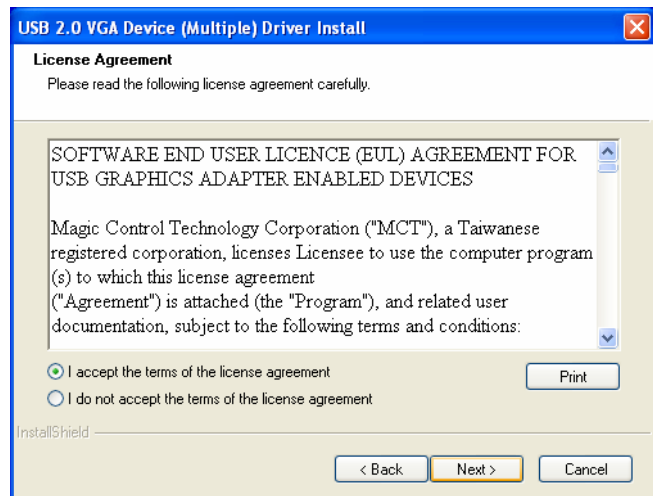 USB 2.0 VGA Device (Multiple) Driver Install
License Agreement
Please read the following license agreement carefully.
SOFTWARE END USER LICENCE (EUL) AGREEMENT FOR
USB GRAPHICS ADAPTER ENABLED DEVICES
Magic Control Technology Corporation ("MCT"), a Taiwanese
registered corporation, licenses Licensee to use the computer program
(s) to which this license agreement
("Agreement") is attached (the "Program"), and related user
documentation, subject to the following terms and conditions:
I accept the terms of the license agreement
Print
I do not accept the terms of the license agreement
InstallShield
< Back
Next >
Cancel